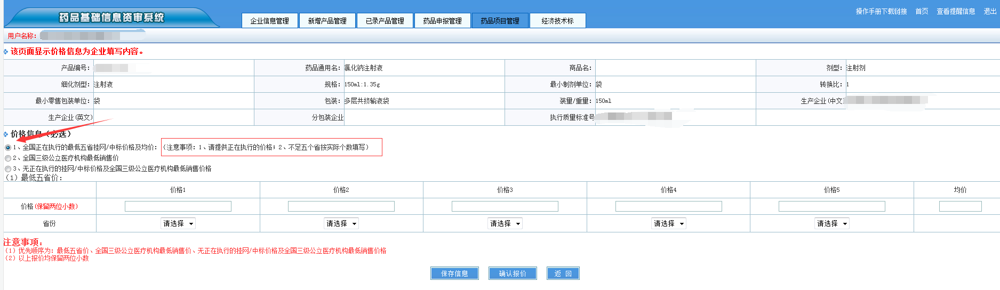 操作手册下载链接 首页 查看提醒信息 退出
药品基础信息资审系统
企业信息管理 新增产品管理 已录产品管理 药品申报管理 药品项目管理 经济技术标
用户名称：
该页面显示价格信息为企业填写内容。
产品编号： 药品通用名： 氯化钠注射液 商品名： 剂型： 注射剂
细化剂型： 注射液 规格： 150ml:1.35g 最小制剂单位： 袋 转换比： 1
最小零售包装单位： 袋 包装： 多层共挤输液袋 装量/重量： 150ml 生产企业(中文)
生产企业(英文) 分包装企业 执行质量标准号
价格信息（必选）
1、全国正在执行的最低五省挂网/中标价格及均价：（注意事项：1、请提供正在执行的价格；2、不足五个省按实际个数填写）
2、全国三级公立医疗机构最低销售价
3、无正在执行的挂网/中标价格及全国三级公立医疗机构最低销售价格
（1）最低五省价：
价格1 价格2 价格3 价格4 价格5 均价
价格(保留两位小数)
省份 请选择 请选择 请选择 请选择 请选择
注意事项：
（1）优先顺序为：最低五省价、全国三级公立医疗机构最低销售价、无正在执行的挂网/中标价格及全国三级公立医疗机构最低销售价格
（2）以上报价均保留两位小数
保存信息 确认报价 返 回